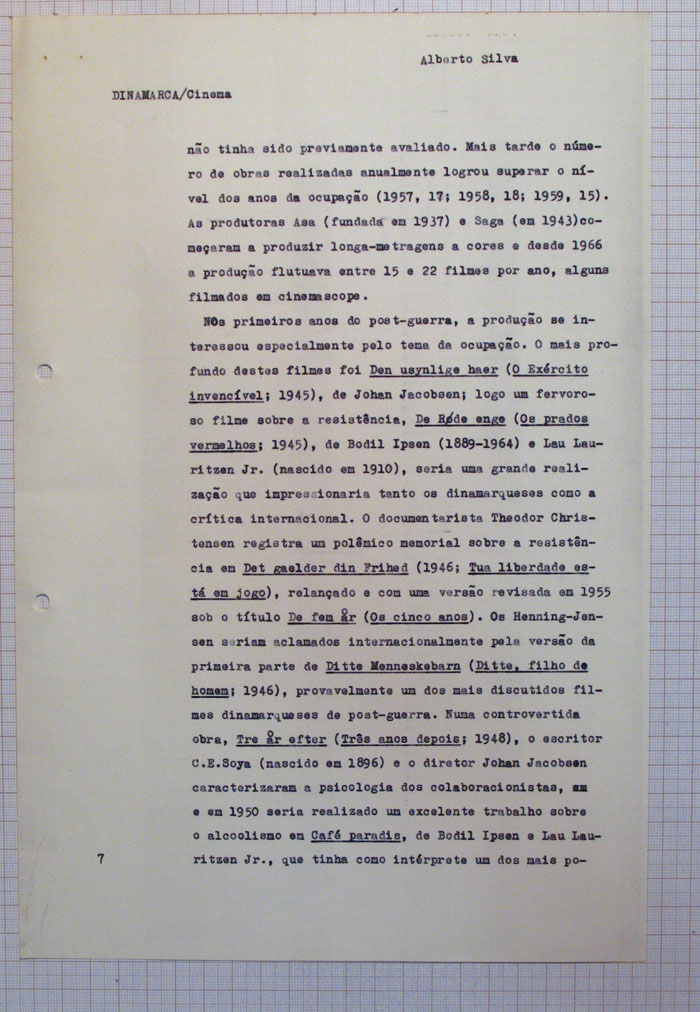 Alberto Silva
DINAMARCA/Cinema
não tinha sido previamente avaliado. Mais tarde o núme-
ro de obras realizadas anualmente logrou superar o ní-
vel dos anos da ocupação (1957, 17; 1958, 18; 1959, 15).
As produtoras Asa (fundada em 1937) e Saga (em 1943)co-
meçaram a produzir longa-metragens a cores e desde 1966
a produção flutuava entre 15 e 22 filmes por ano, alguns
filmados em cinemascope.
Nos primeiros anos do post-guerra, a produção se in-
teressou especialmente pelo tema da ocupação. O mais pro-
fundo destes filmes foi Den usynlige haer (O Exército
invencível; 1945), de Johan Jacobsen; logo um fervoro-
so filme sobre a resistência, De Røde enge (Os prados
vermelhos; 1945), de Bodil Ipsen (1889-1964) e Lau Lau-
ritzen Jr. (nascido em 1910), seria uma grande reali-
zação que impressionaria tanto os dinamarqueses como a
crítica internacional. O documentarista Theodor Chris-
tensen registra um polêmico memorial sobre a resistên-
cia em Det gaelder din Frihed (1946; Tua liberdade es-
tá em jogo), relançado e com uma versão revisada em 1955
sob o título De fem år (Os cinco anos). Os Henning-Jen-
sen seriam aclamados internacionalmente pela versão da
primeira parte de Ditte Menneskebarn (Ditte, filho de
homem; 1946), provavelmente um dos mais discutidos fil-
mes dinamarqueses de post-guerra. Numa controvertida
obra, Tre år efter (Três anos depois; 1948), o escritor
C.E.Soya (nascido em 1896) e o diretor Johan Jacobsen
caracterizaram a psicologia dos colaboracionistas, em
e em 1950 seria realizado um excelente trabalho sobre
o alcoolismo em Café paradis, de Bodil Ipsen e Lau Lau-
ritzen Jr., que tinha como intérprete um dos mais po-
7